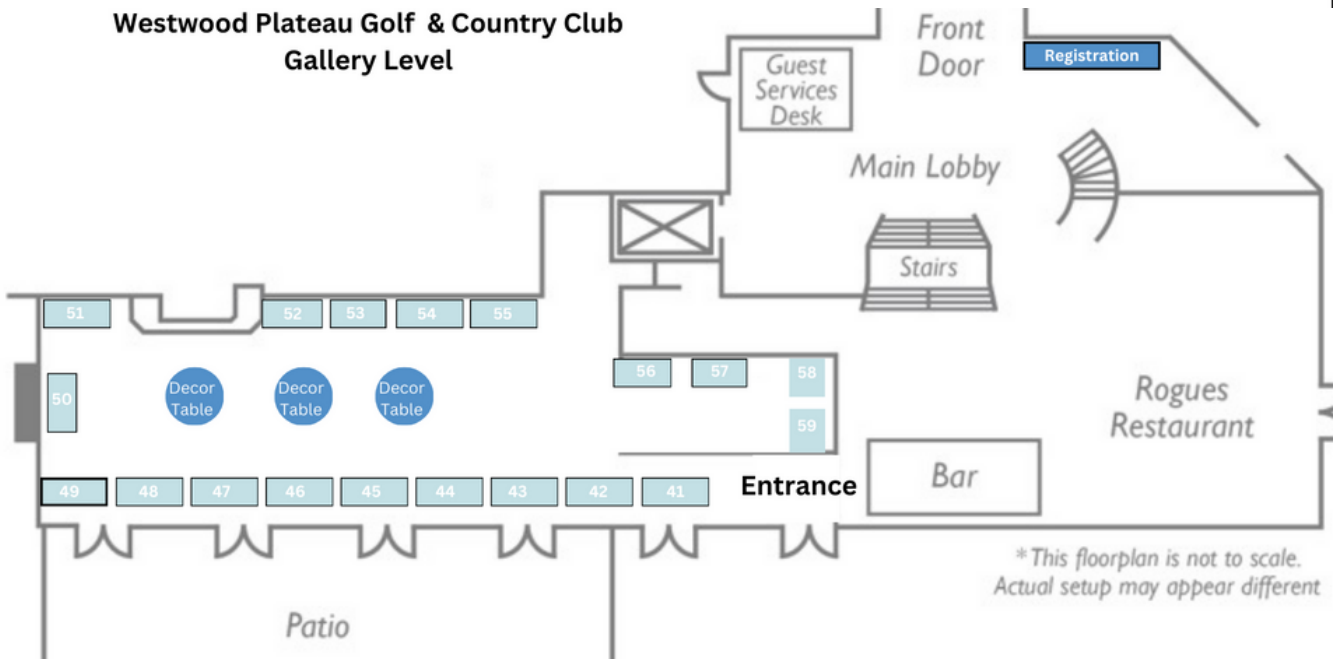 Westwood Plateau Golf & Country Club
Gallery Level
Front
Door
Registration
Guest
Services
Desk
Main Lobby
Stairs
51
52
53
54
55
56
57
58
50
Decor
Table
Decor
Table
Decor
Table
59
Rogues
Restaurant
49
48
47
46
45
44
43
42
41
Entrance
Bar
*This floorplan is not to scale.
Actual setup may appear different
Patio